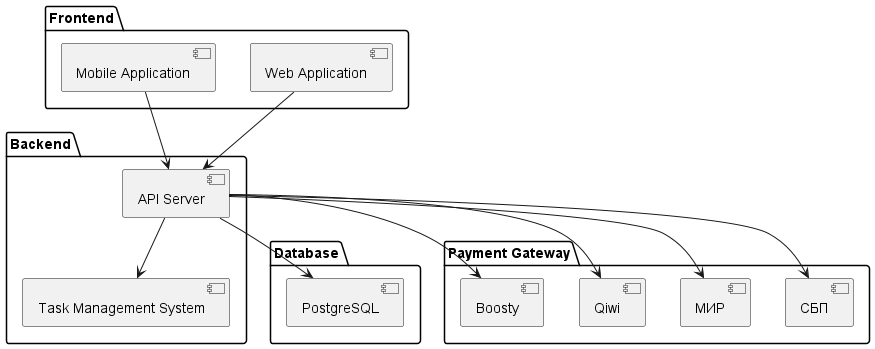 Frontend
Mobile Application
Web Application
Backend
API Server
Database
Payment Gateway
Task Management System
PostgreSQL
Boosty
Qiwi
МИР
СБП